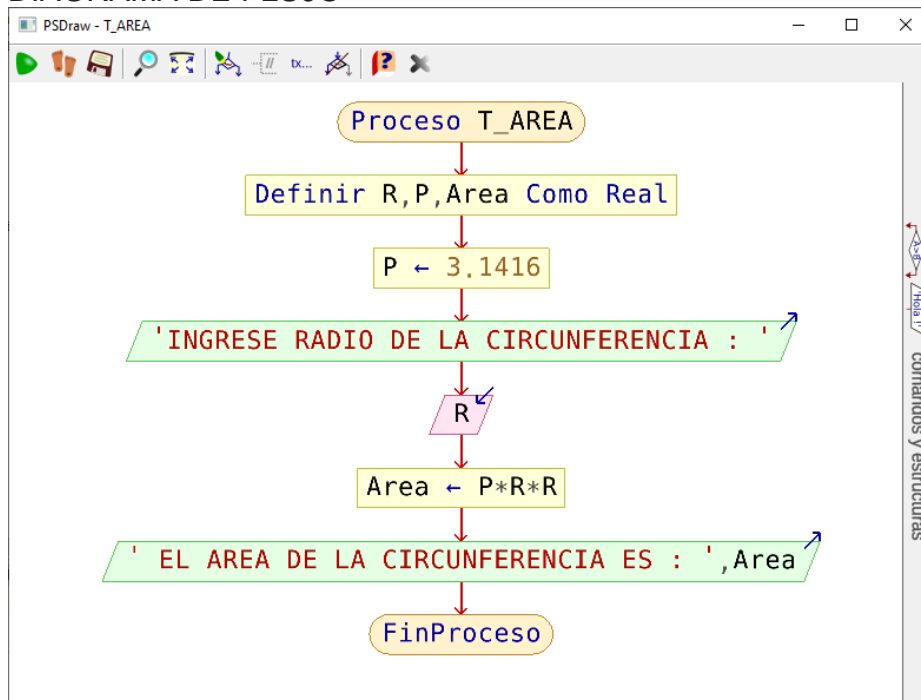 PSDraw - T_AREA
tx...
Proceso T_AREA
Definir R,P,Area Como Real
P ← 3.1416
'INGRESE RADIO DE LA CIRCUNFERENCIA : '
R
Area ← P*R*R
' EL AREA DE LA CIRCUNFERENCIA ES : ',Area
FinProceso
A>B
comandos y estructuras